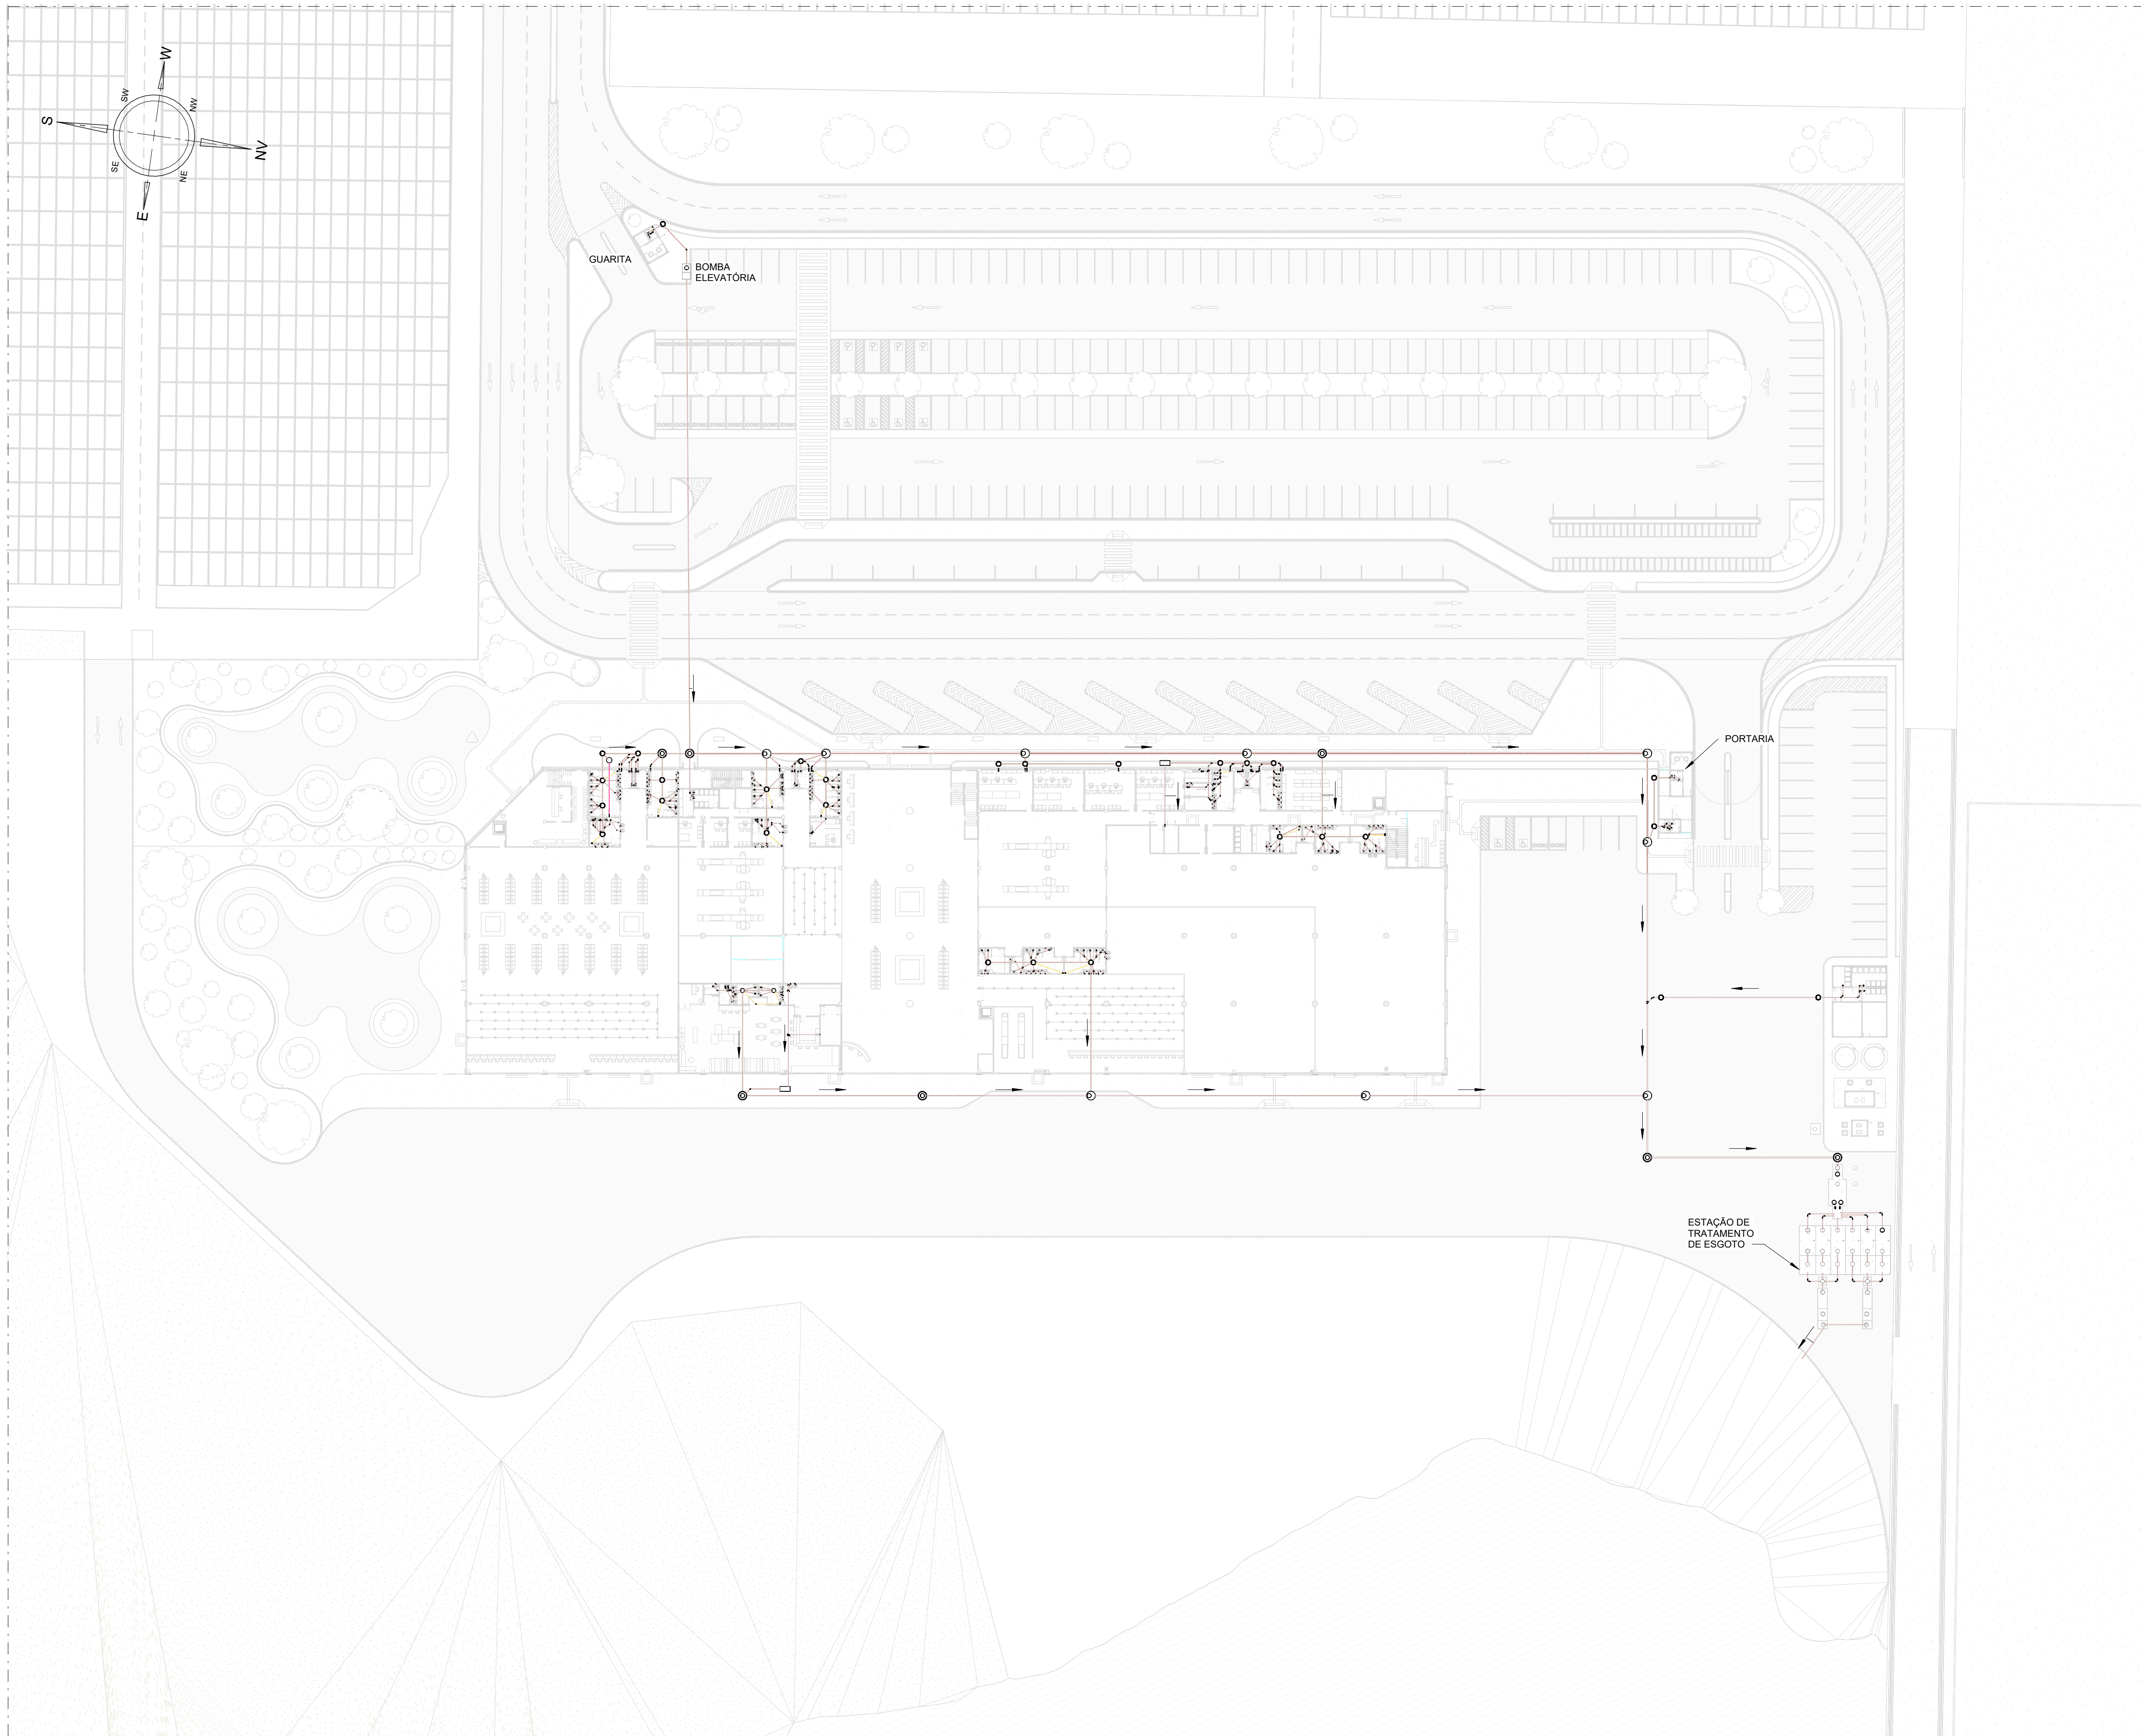 W
SW
NW
S
NV
SE
NE
E
GUARITA
BOMBA
ELEVATÓRIA
PORTARIA
ESTAÇÃO DE
TRATAMENTO
DE ESGOTO